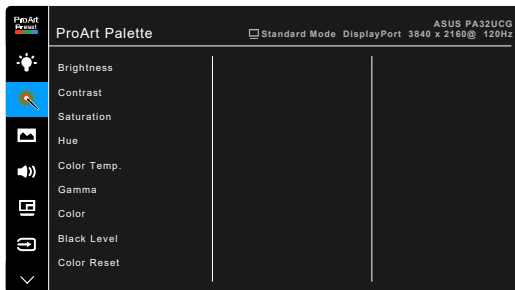 ProArt
Preset
ProArt Palette
ASUS PA32UCG
Standard Mode DisplayPort 3840 x 2160@ 120Hz
Brightness
Contrast
Saturation
Hue
Color Temp.
Gamma
Color
Black Level
Color Reset